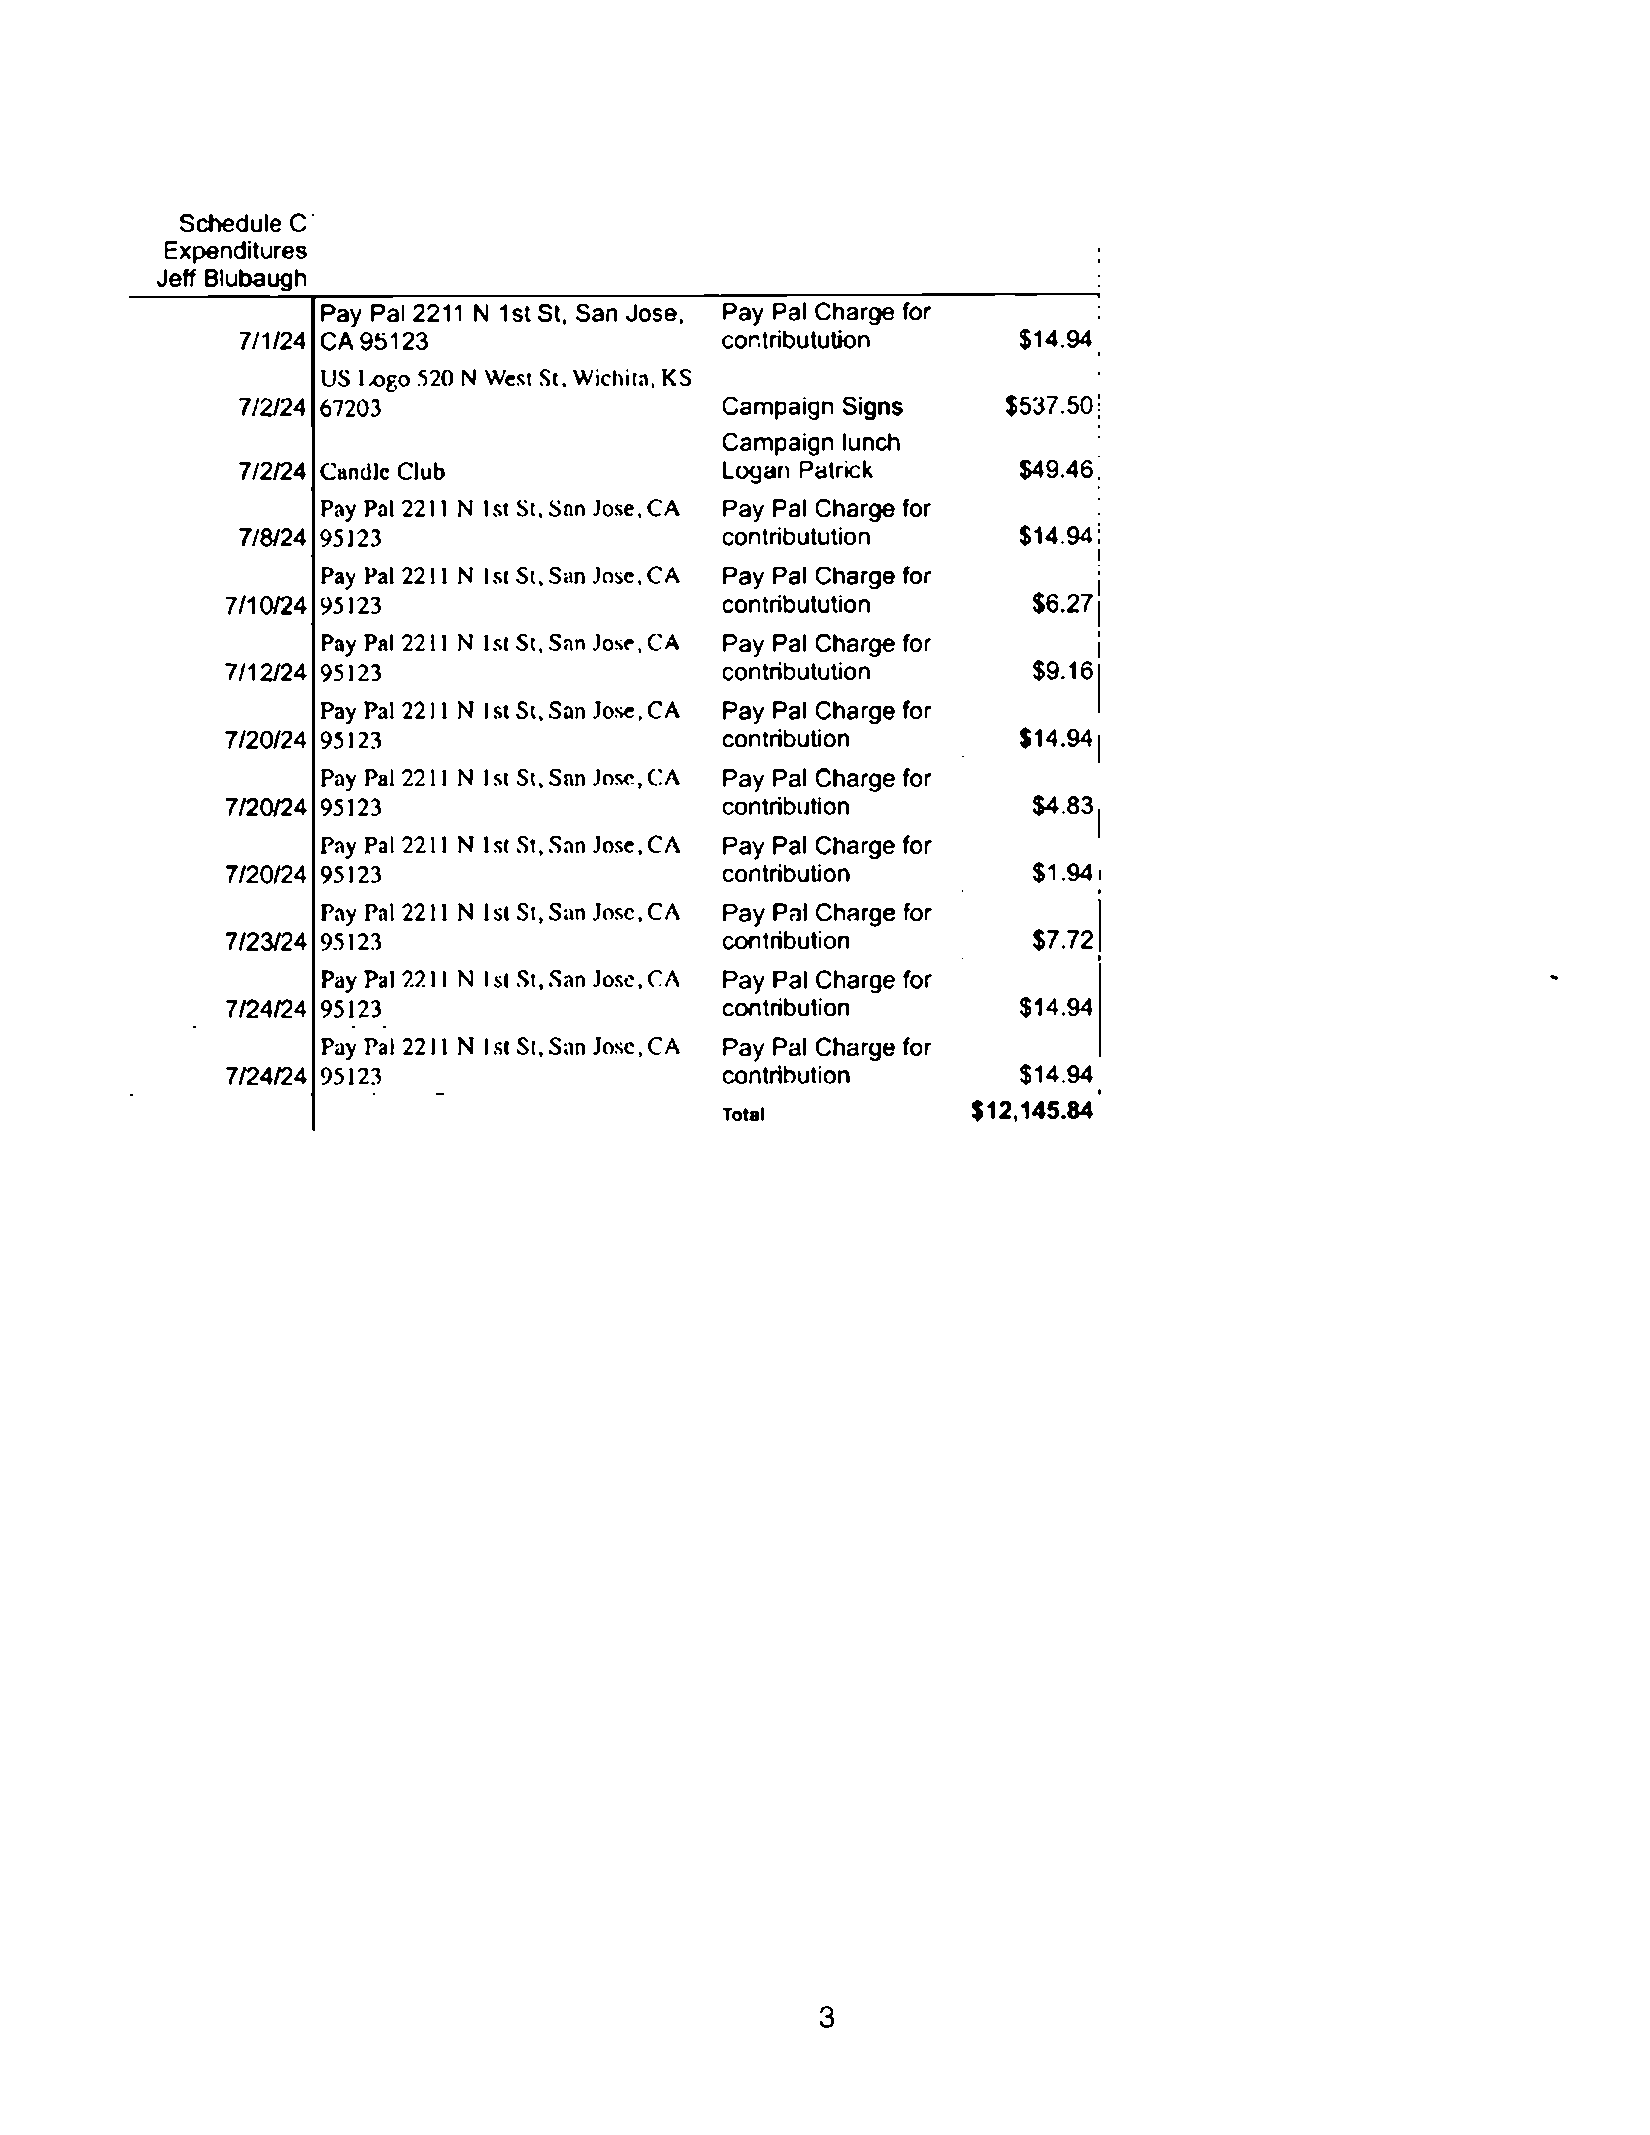 Schedule C
Expenditures
Jeff Blubaugh
Pay Pal 2211 N 1st St, San Jose, Pay Pal Charge for
7/1/24 CA 95123 contributution $14.94
US Logo 520 N West St, Wichita, KS
7/2/24 67203 Campaign Signs $537.50
Campaign lunch
7/2/24 Candle Club Logan Patrick $49.46
Pay Pal 2211 N 1st St, San Jose, CA Pay Pal Charge for
7/8/24 95123 contributution $14.94
Pay Pal 2211 N 1st St, San Jose, CA Pay Pal Charge for
7/10/24 95123 contributution $6.27
Pay Pal 2211 N 1st St, San Jose, CA Pay Pal Charge for
7/12/24 95123 contributution $9.16
Pay Pal 2211 N 1st St, San Jose, CA Pay Pal Charge for
7/20/24 95123 contribution $14.94
Pay Pal 2211 N 1st St, San Jose, CA Pay Pal Charge for
7/20/24 95123 contribution $4.83
Pay Pal 2211 N 1st St, San Jose, CA Pay Pal Charge for
7/20/24 95123 contribution $1.94
Pay Pal 2211 N 1st St, San Jose, CA Pay Pal Charge for
7/23/24 95123 contribution $7.72
Pay Pal 2211 N 1st St, San Jose, CA Pay Pal Charge for
7/24/24 95123 contribution $14.94
Pay Pal 2211 N 1st St, San Jose, CA Pay Pal Charge for
7/24/24 95123 contribution $14.94
Total $12,145.84
3